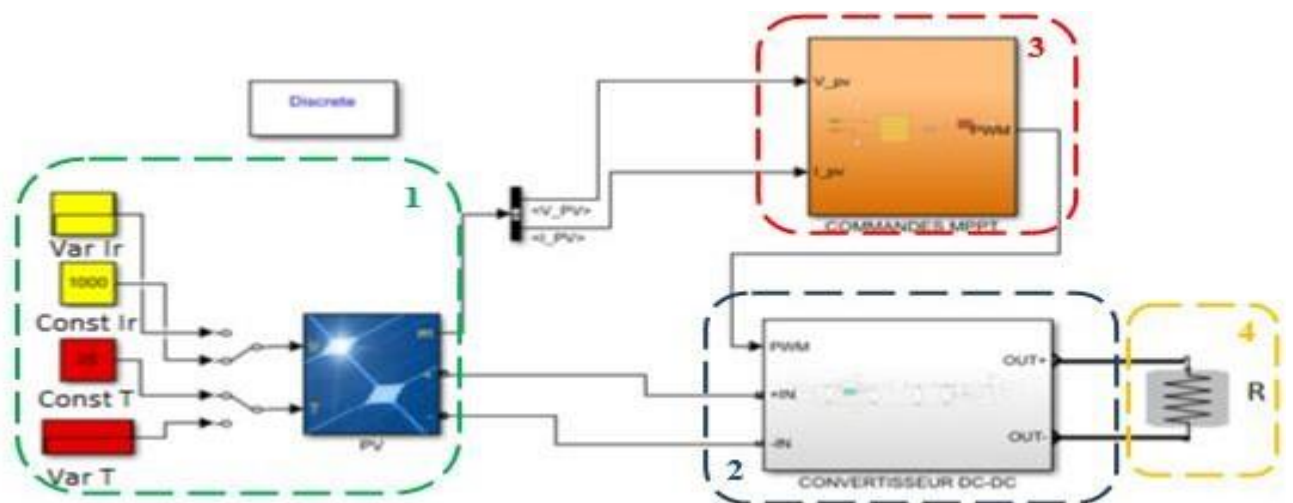 Discrete
3
V_pv
PWM
I_pv
COMMANDES MPPT
1
Var Ir
1000
Const Ir
Const T
Var T
T
PV
<V_PV>
<I_PV>
2
PWM
+IN
-IN
OUT+
OUT-
CONVERTISSEUR DC-DC
4
R